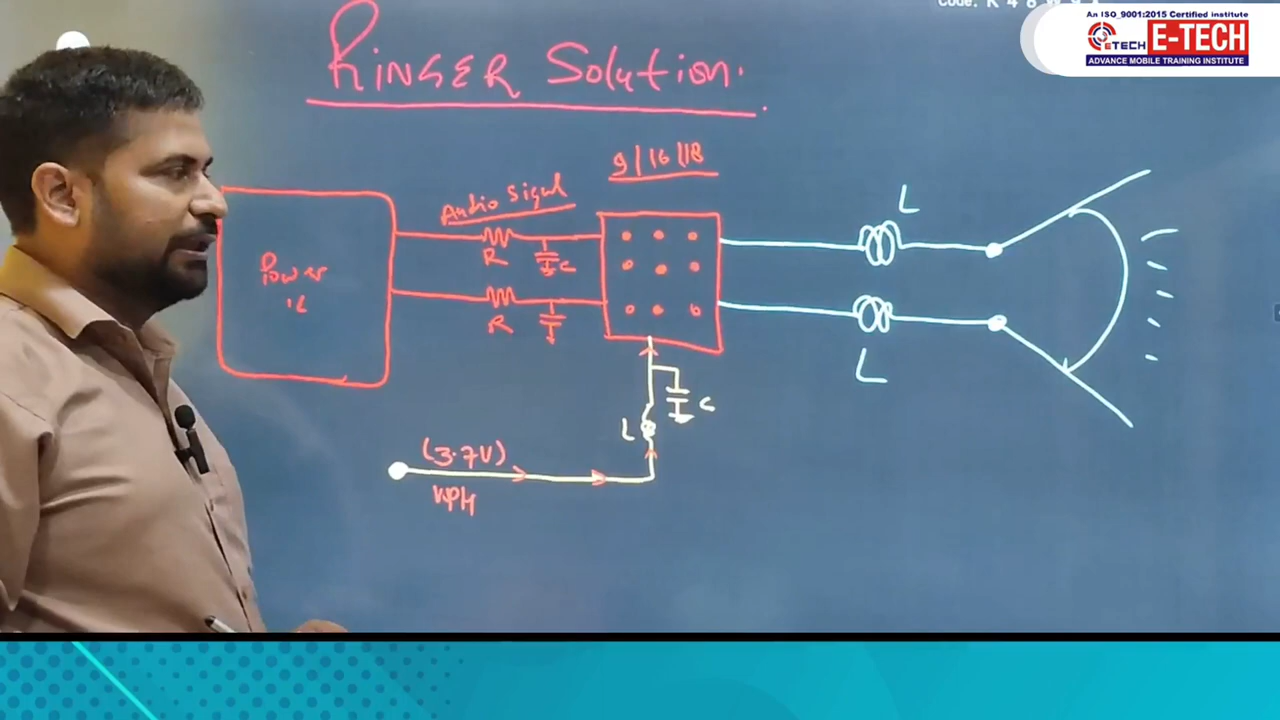 An ISO 9001:2015 Certified institute
ETECH E-TECH
ADVANCE MOBILE TRAINING INSTITUTE
RINGER Solution.
9/16/18
Audio Signal
R
C
R
Power
IC
L
L
C
L
(3.7V)
VPH